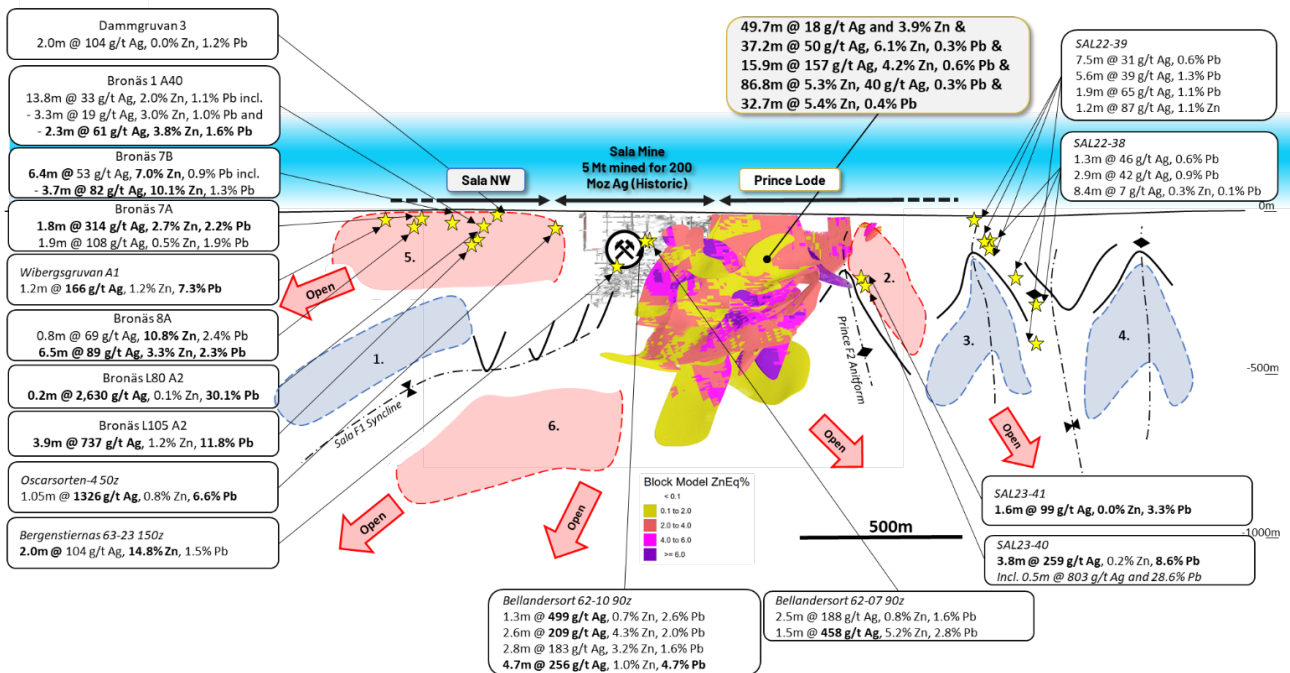 Dammgruvan 3
2.0m @ 104 g/t Ag, 0.0% Zn, 1.2% Pb
Bronäs 1 A40
13.8m @ 33 g/t Ag, 2.0% Zn, 1.1% Pb incl.
- 3.3m @ 19 g/t Ag, 3.0% Zn, 1.0% Pb and
- 2.3m @ 61 g/t Ag, 3.8% Zn, 1.6% Pb
Bronäs 7B
6.4m @ 53 g/t Ag, 7.0% Zn, 0.9% Pb incl.
- 3.7m @ 82 g/t Ag, 10.1% Zn, 1.3% Pb
Bronäs 7A
1.8m @ 314 g/t Ag, 2.7% Zn, 2.2% Pb
1.9m @ 108 g/t Ag, 0.5% Zn, 1.9% Pb
Wibergsgruvan A1
1.2m @ 166 g/t Ag, 1.2% Zn, 7.3% Pb
Bronäs 8A
0.8m @ 69 g/t Ag, 10.8% Zn, 2.4% Pb
6.5m @ 89 g/t Ag, 3.3% Zn, 2.3% Pb
Bronäs L80 A2
0.2m @ 2,630 g/t Ag, 0.1% Zn, 30.1% Pb
Bronäs L105 A2
3.9m @ 737 g/t Ag, 1.2% Zn, 11.8% Pb
Oscarsorten-4 50z
1.05m @ 1326 g/t Ag, 0.8% Zn, 6.6% Pb
Bergenstiernas 63-23 150z
2.0m @ 104 g/t Ag, 14.8% Zn, 1.5% Pb
49.7m @ 18 g/t Ag and 3.9% Zn &
37.2m @ 50 g/t Ag, 6.1% Zn, 0.3% Pb &
15.9m @ 157 g/t Ag, 4.2% Zn, 0.6% Pb &
86.8m @ 5.3% Zn, 40 g/t Ag, 0.3% Pb &
32.7m @ 5.4% Zn, 0.4% Pb
SAL22-39
7.5m @ 31 g/t Ag, 0.6% Pb
5.6m @ 39 g/t Ag, 1.3% Pb
1.9m @ 65 g/t Ag, 1.1% Pb
1.2m @ 87 g/t Ag, 1.1% Zn
SAL22-38
1.3m @ 46 g/t Ag, 0.6% Pb
2.9m @ 42 g/t Ag, 0.9% Pb
8.4m @ 7 g/t Ag, 0.3% Zn, 0.1% Pb
Sala NW
Sala Mine
5 Mt mined for 200
Moz Ag (Historic)
Prince Lode
0m
-500m
-1000m
5.
Open
1.
Sala F1 Syncline
6.
Open
Open
2.
Prince F2 Anitform
3.
4.
Open
Open
Block Model ZnEq%
< 0.1
0.1 to 2.0
2.0 to 4.0
4.0 to 6.0
>= 6.0
500m
SAL23-41
1.6m @ 99 g/t Ag, 0.0% Zn, 3.3% Pb
SAL23-40
3.8m @ 259 g/t Ag, 0.2% Zn, 8.6% Pb
Incl. 0.5m @ 803 g/t Ag and 28.6% Pb
Bellandersort 62-10 90z
1.3m @ 499 g/t Ag, 0.7% Zn, 2.6% Pb
2.6m @ 209 g/t Ag, 4.3% Zn, 2.0% Pb
2.8m @ 183 g/t Ag, 3.2% Zn, 1.6% Pb
4.7m @ 256 g/t Ag, 1.0% Zn, 4.7% Pb
Bellandersort 62-07 90z
2.5m @ 188 g/t Ag, 0.8% Zn, 1.6% Pb
1.5m @ 458 g/t Ag, 5.2% Zn, 2.8% Pb